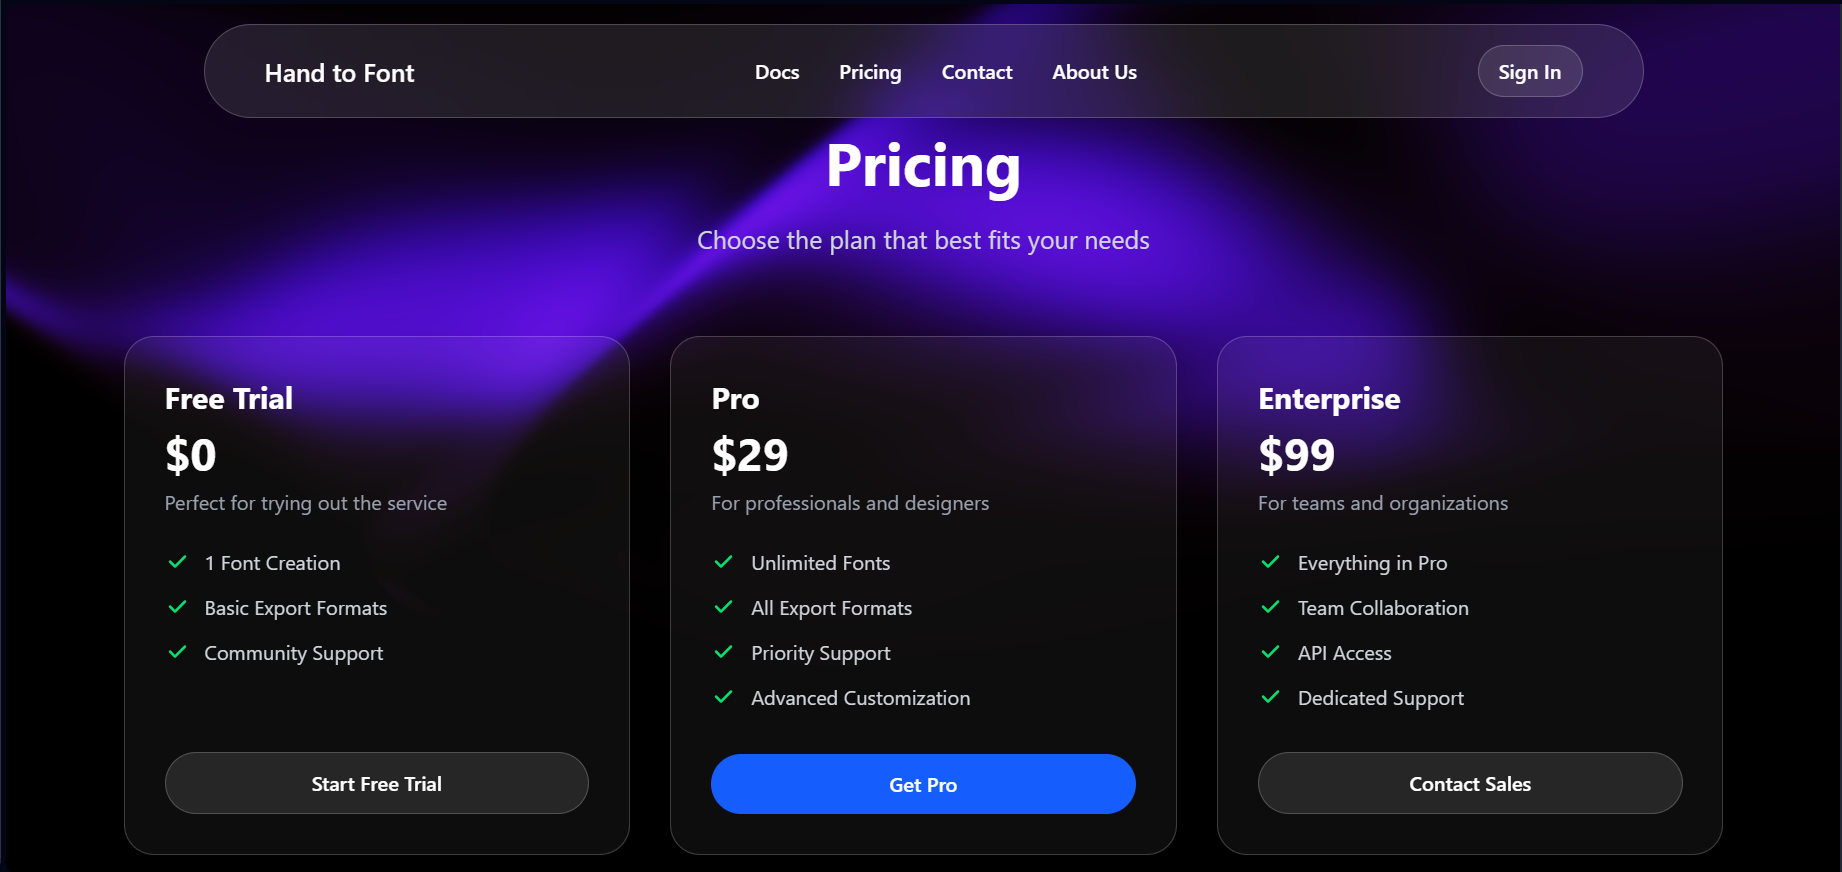 Hand to Font
Docs Pricing Contact About Us
Sign In
Pricing
Choose the plan that best fits your needs
Free Trial
$0
Perfect for trying out the service
1 Font Creation
Basic Export Formats
Community Support
Start Free Trial
Pro
$29
For professionals and designers
Unlimited Fonts
All Export Formats
Priority Support
Advanced Customization
Get Pro
Enterprise
$99
For teams and organizations
Everything in Pro
Team Collaboration
API Access
Dedicated Support
Contact Sales